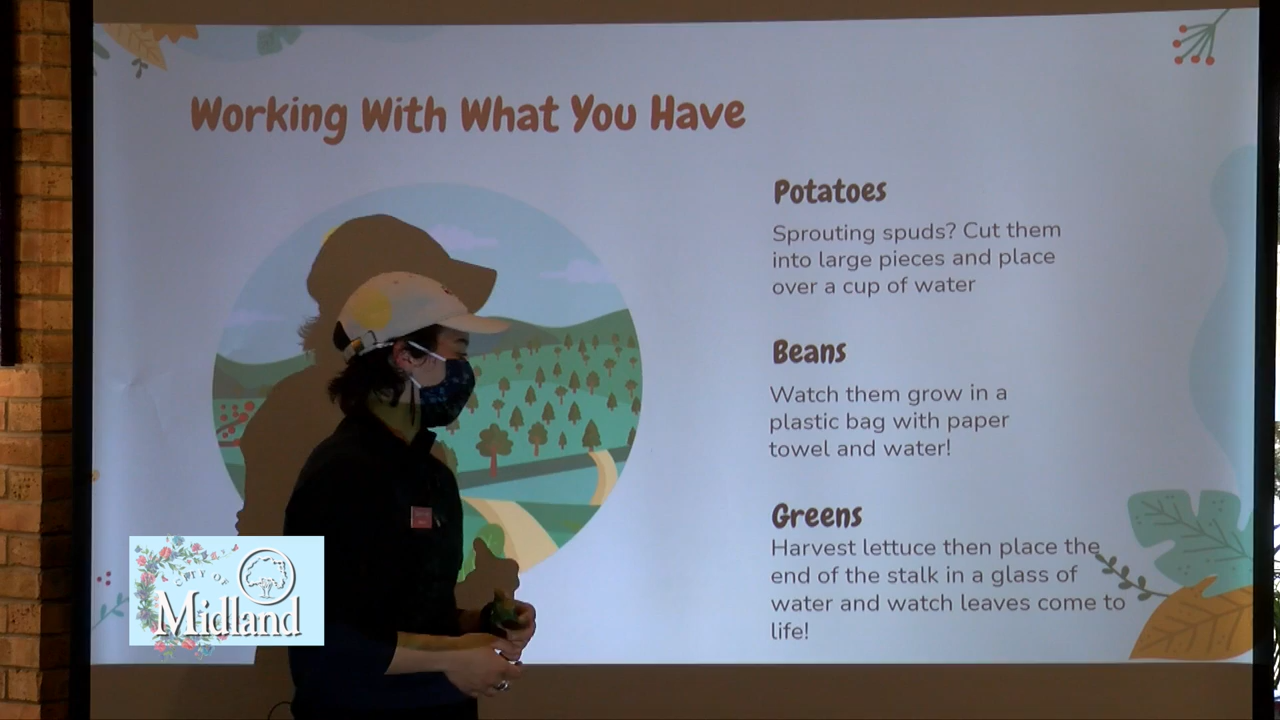 Working With What You Have
Potatoes
Sprouting spuds? Cut them
into large pieces and place
over a cup of water
Beans
Watch them grow in a
plastic bag with paper
towel and water!
Greens
Harvest lettuce then place the
end of the stalk in a glass of
water and watch leaves come to
life!
CITY OF
Midland